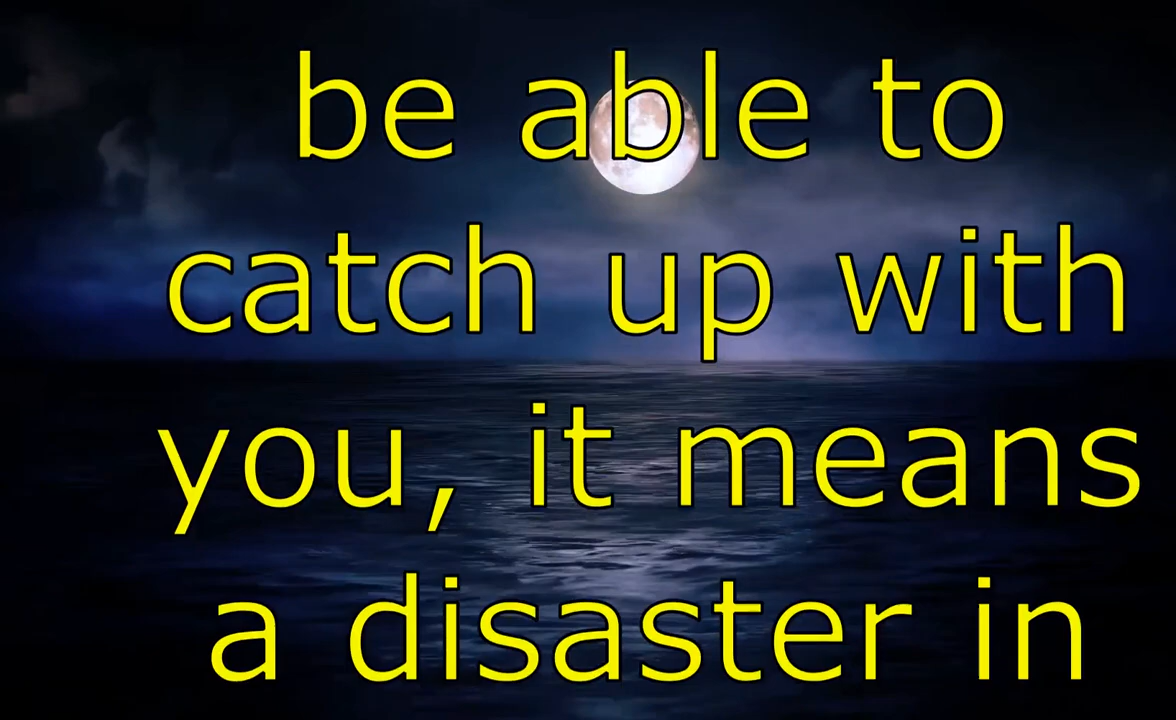 be able to
catch up with
you, it means
a disaster in